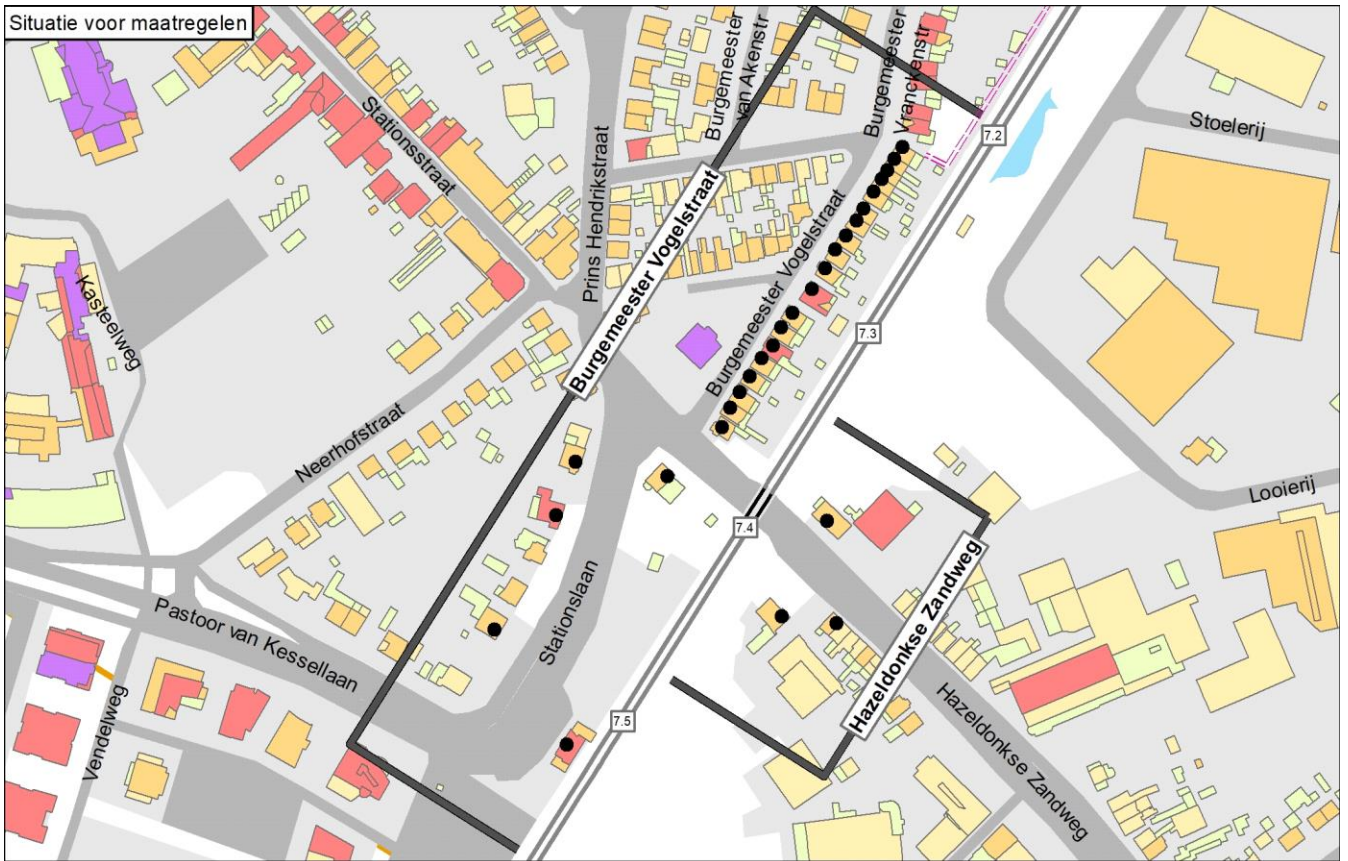 Situatie voor maatregelen
Burgemeester
van Akenstr
Burgemeester
Vranckenstr
Stationsstraat
Prins Hendrikstraat
7.2
Stoelerij
Burgemeester Vogelstraat
Burgemeester Vogelstraat
Kasteelweg
7.3
Neerhofstraat
Looierij
7.4
Hazeldonkse Zandweg
Stationslaan
Pastoor van Kessellaan
Vendelweg
7.5
Hazeldonkse Zandweg